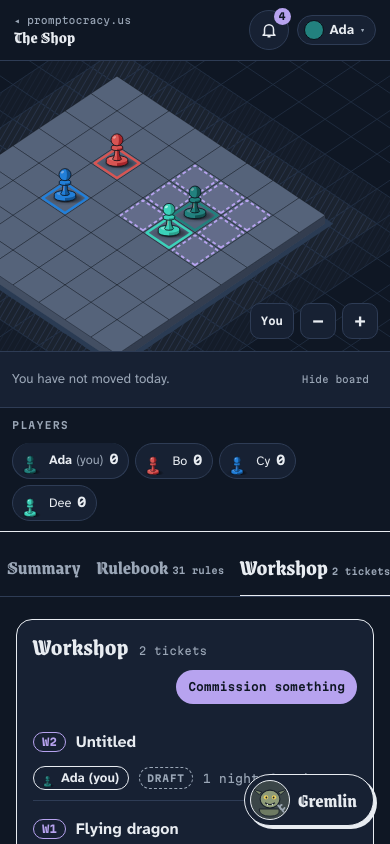 ◂ promptocracy.us
The Shop
4
Ada ▾
You − +
You have not moved today.
Hide board
PLAYERS
Ada (you) 0
Bo 0
Cy 0
Dee 0
Summary
Rulebook 31 rules
Workshop 2 tickets
Workshop 2 tickets
Commission something
W2 Untitled
Ada (you) DRAFT 1 night
Gremlin
W1 Flying dragon